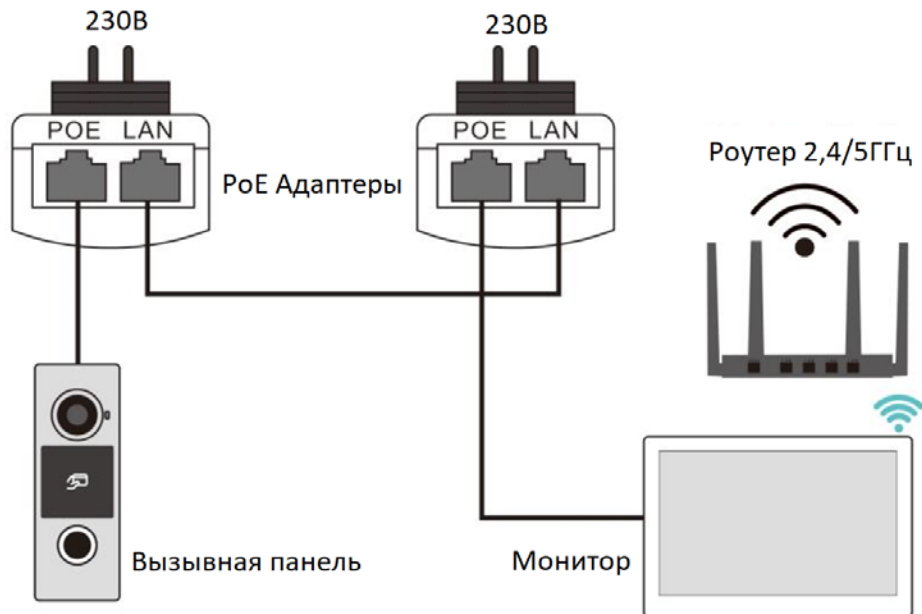 230В
230В
POE LAN
POE LAN
PoE Адаптеры
Роутер 2,4/5ГГц
Вызывная панель
Монитор